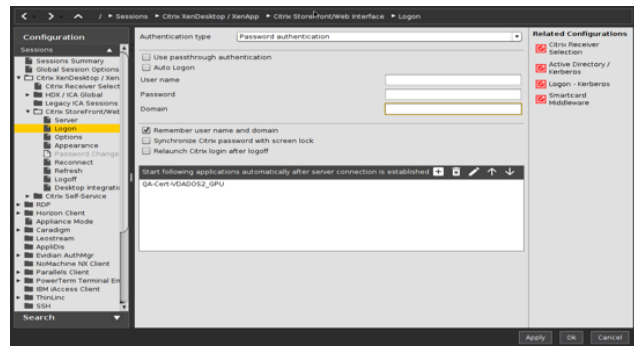 / ▸ Sessions ▸ Citrix XenDesktop / XenApp ▸ Citrix StoreFront/Web Interface ▸ Logon
Configuration
Sessions
Sessions Summary
Global Session Options
Citrix XenDesktop / Xen
Citrix Receiver Select
HDX / ICA Global
Legacy ICA Sessions
Citrix StoreFront/Wet
Server
Logon
Options
Appearance
Password Change
Reconnect
Refresh
Logoff
Desktop Integratic
Citrix Self-Service
RDP
Horizon Client
Appliance Mode
Caradigm
Leostream
AppliDis
Evidian AuthMgr
NoMachine NX Client
Parallels Client
PowerTerm Terminal En
IBM iAccess Client
ThinLinc
SSH
Search
Authentication type
Password authentication
Use passthrough authentication
Auto Logon
User name
Password
Domain
Remember user name and domain
Synchronize Citrix password with screen lock
Relaunch Citrix login after logoff
Start following applications automatically after server connection is established
QA-Cert-VDADOS2_GPU
Related Configurations
Citrix Receiver
Selection
Active Directory /
Kerberos
Logon - Kerberos
Smartcard
Middleware
Apply
Ok
Cancel